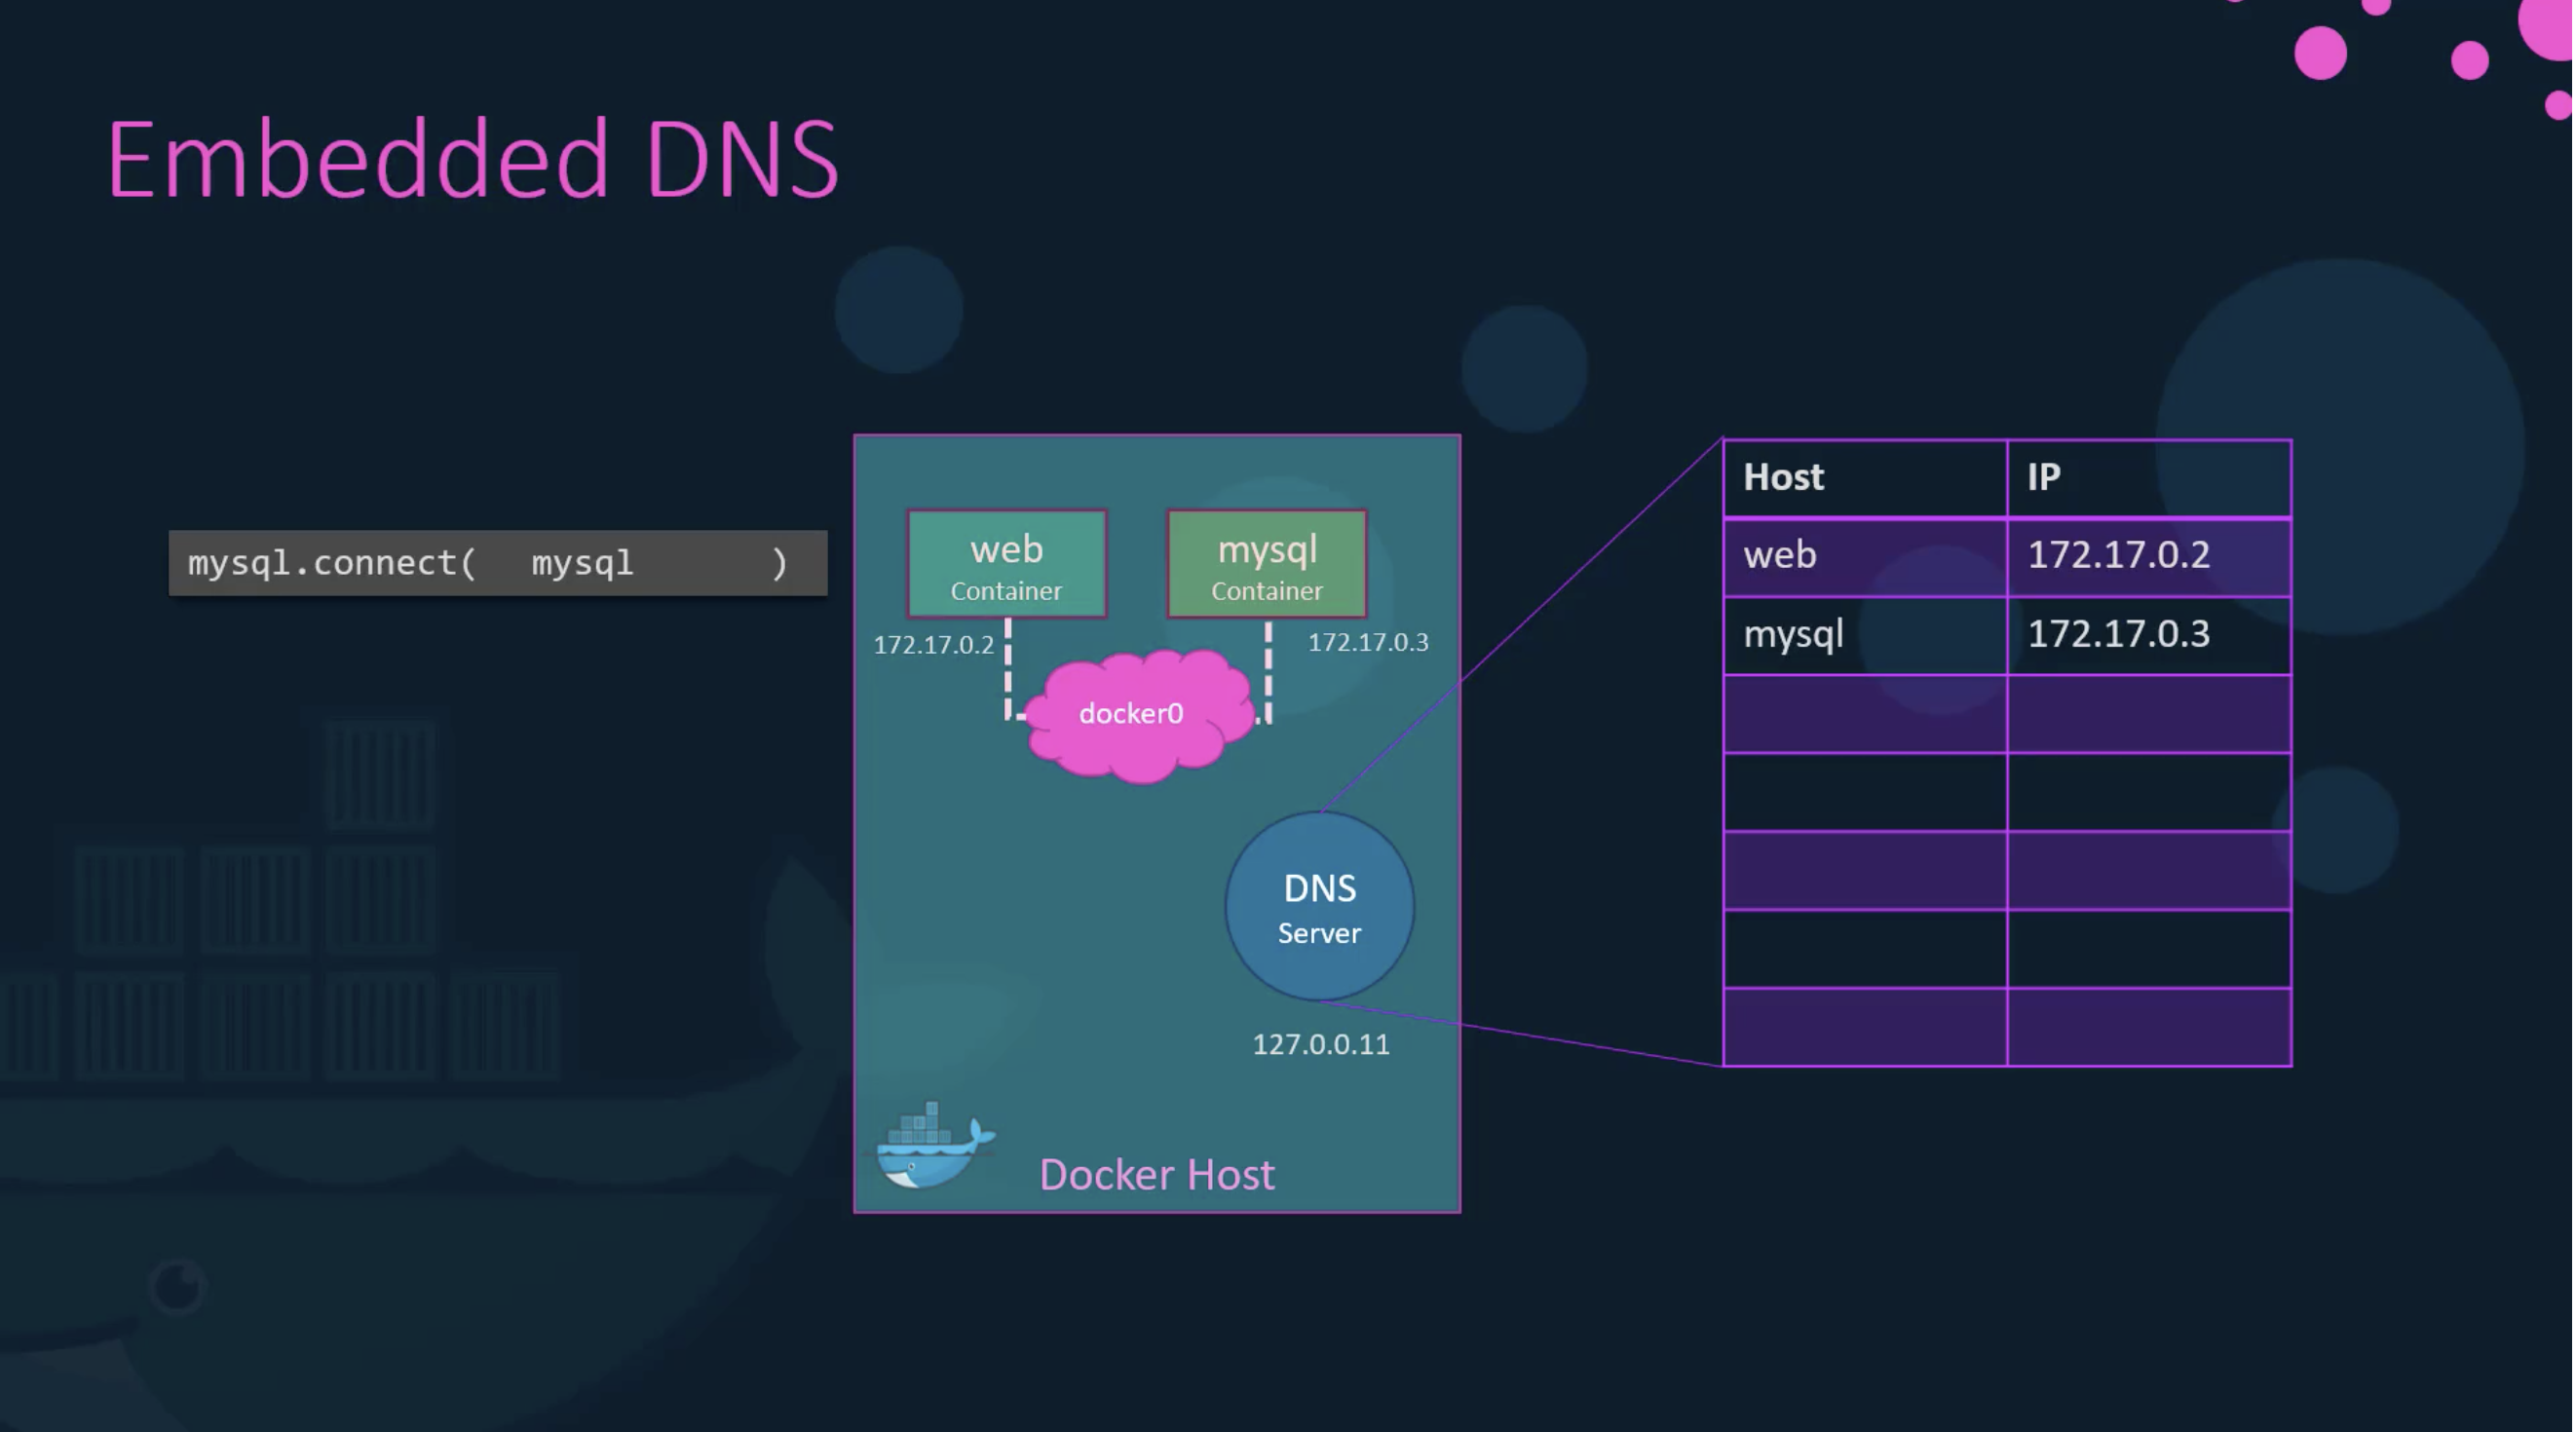 Embedded DNS
mysql.connect( mysql )
web
Container
mysql
Container
172.17.0.2
172.17.0.3
docker0
DNS
Server
127.0.0.11
Docker Host
Host IP
web 172.17.0.2
mysql 172.17.0.3